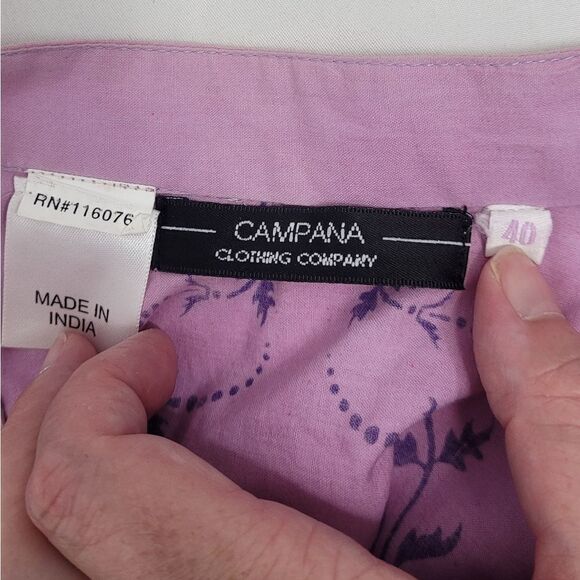 RN#116076
MADE IN
INDIA
CAMPANA
CLOTHING COMPANY
40